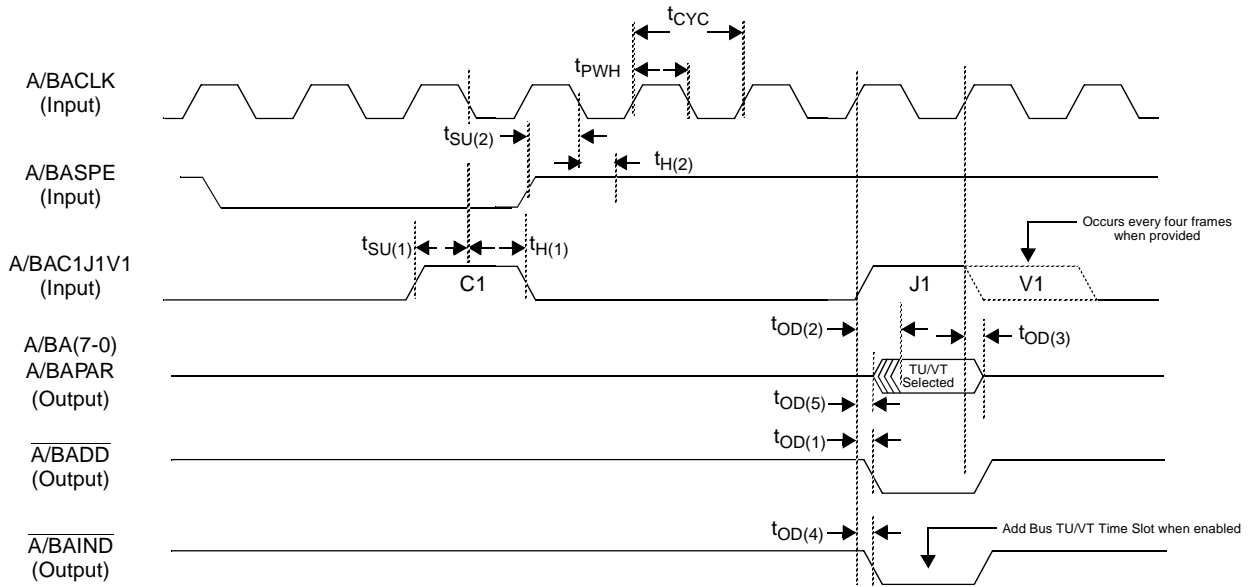 tCYC
A/BACLK
(Input)
tPWH
tSU(2)
A/BASPE
(Input)
tH(2)
Occurs every four frames
when provided
tSU(1)
tH(1)
A/BAC1J1V1
(Input)
C1
J1
V1
tOD(2)
tOD(3)
A/BA(7-0)
A/BAPAR
(Output)
TU/VT
Selected
tOD(5)
tOD(1)
A/BADD
(Output)
tOD(4)
Add Bus TU/VT Time Slot when enabled
A/BAIND
(Output)